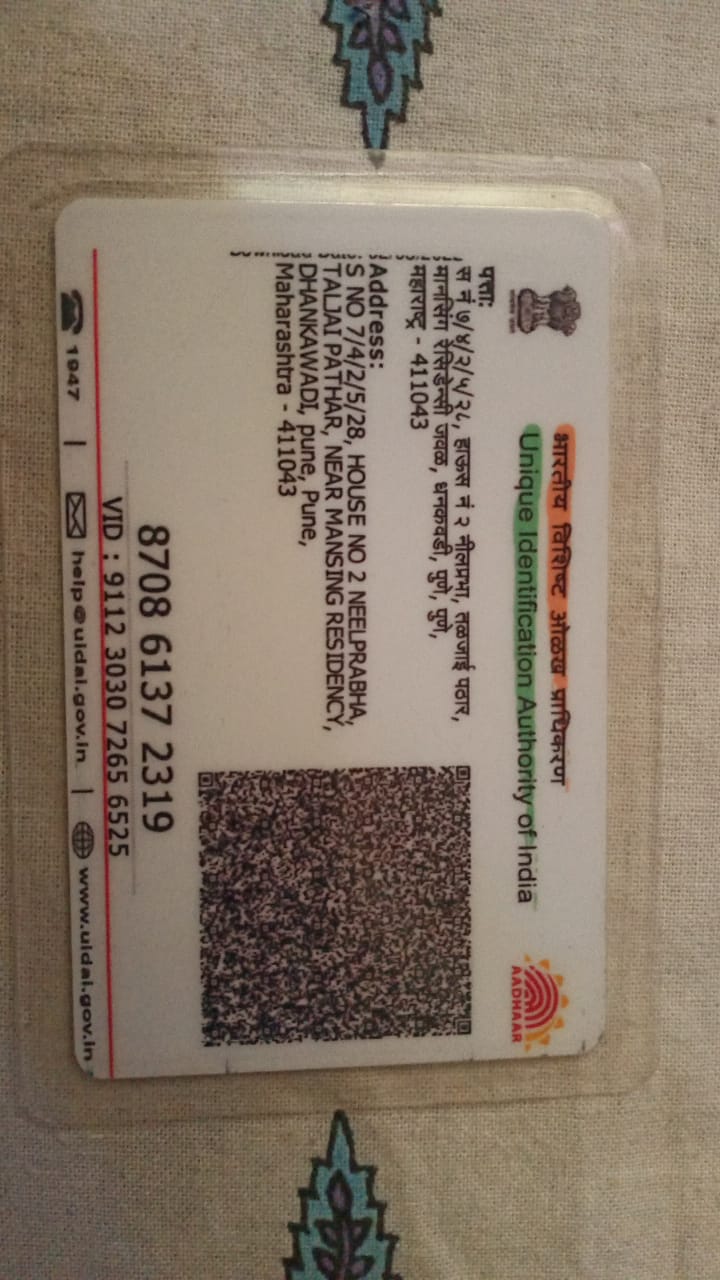 भारतीय विशिष्ट ओळख प्राधिकरण
Unique Identification Authority of India
AADHAAR
पत्ता:
स नं ७/४/२/५/२८, हाऊस नं २ नीलप्रभा, तळजाई पठार,
मानसिंग रेसिडेन्सी जवळ, धनकवडी, पुणे, पुणे,
महाराष्ट्र - 411043
Address:
S NO 7/4/2/5/28, HOUSE NO 2 NEELPRABHA,
TALJAI PATHAR, NEAR MANSING RESIDENCY,
DHANKAWADI, pune, Pune,
Maharashtra - 411043
8708 6137 2319
VID : 9112 3030 7265 6525
1947 | help@uidai.gov.in | www.uidai.gov.in